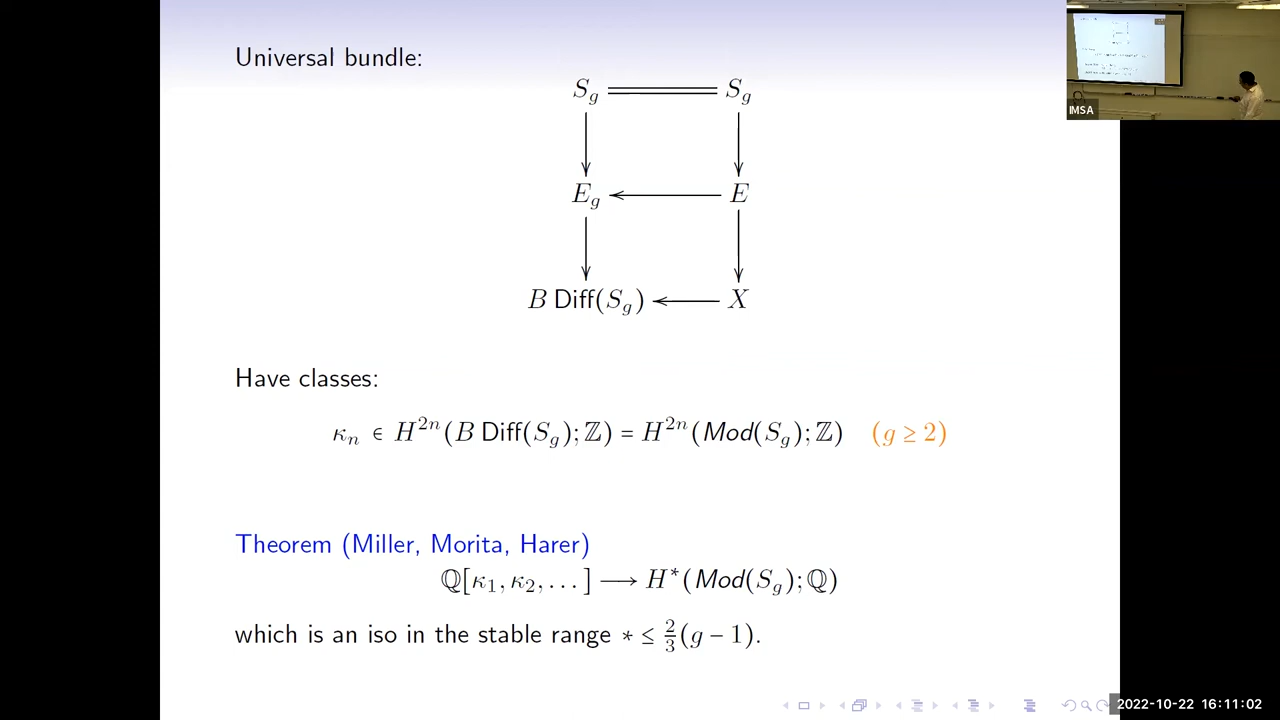 Universal bundle:
S_g = S_g
E_g ← E
B Diff(S_g) ← X
Have classes:
κ_n ∈ H^{2n}(B Diff(S_g); ℤ) = H^{2n}(Mod(S_g); ℤ) (g ≥ 2)
Theorem (Miller, Morita, Harer)
ℚ[κ_1, κ_2, …] ⟶ H^*(Mod(S_g); ℚ)
which is an iso in the stable range * ≤ 2/3(g − 1).
IMSA
2022-10-22 16:11:02